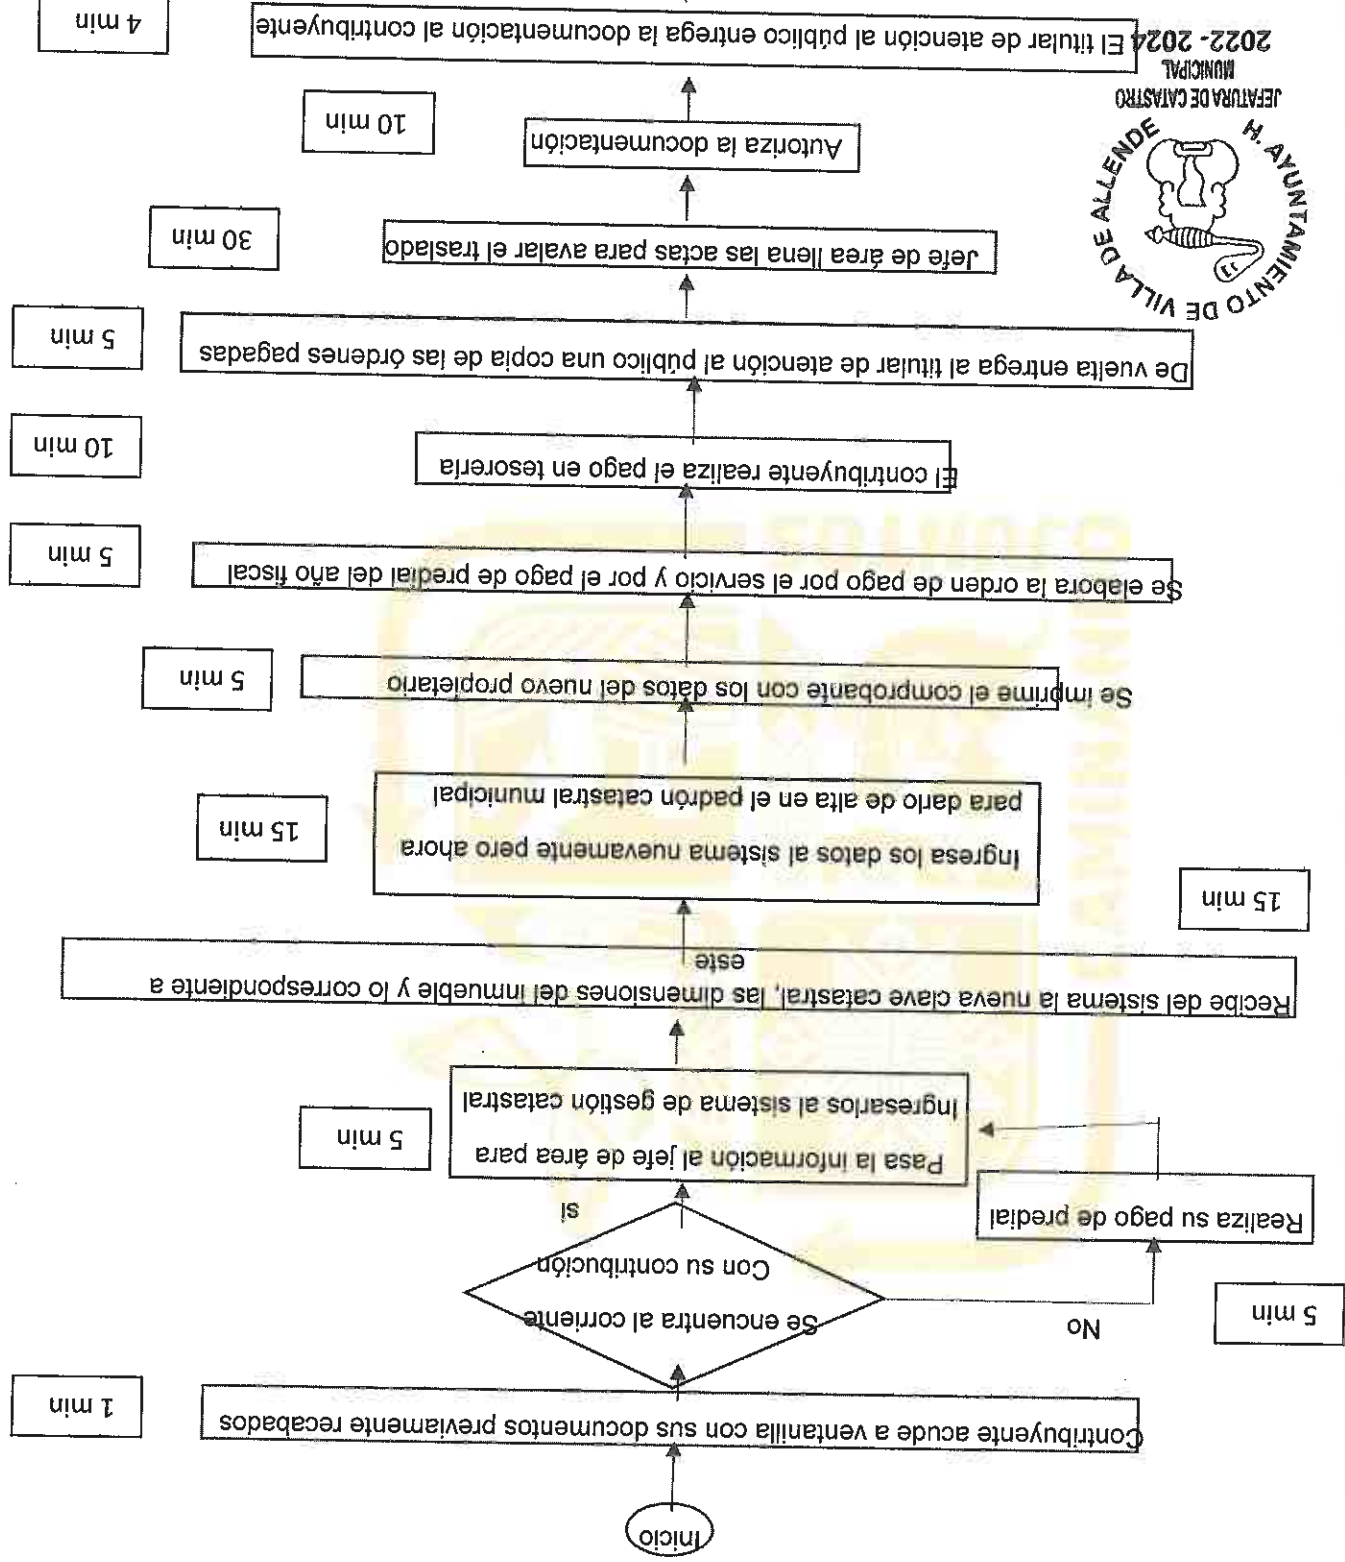 Inicio
Contribuyente acude a ventanilla con sus documentos previamente recabados
1 min
Se encuentra al corriente
Con su contribución
No
5 min
Realiza su pago de predial
si
Pasa la información al jefe de área para
Ingresarlos al sistema de gestión catastral
5 min
Recibe del sistema la nueva clave catastral, las dimensiones del inmueble y lo correspondiente a
este
15 min
Ingresa los datos al sistema nuevamente pero ahora
para darlo de alta en el padrón catastral municipal
15 min
Se imprime el comprobante con los datos del nuevo propietario
5 min
Se elabora la orden de pago por el servicio y por el pago de predial del año fiscal
5 min
El contribuyente realiza el pago en tesorería
10 min
De vuelta entrega al titular de atención al público una copia de las órdenes pagadas
5 min
Jefe de área llena las actas para avalar el traslado
30 min
Autoriza la documentación
10 min
El titular de atención al público entrega la documentación al contribuyente
4 min
H. AYUNTAMIENTO DE VILLA DE ALLENDE
JEFATURA DE CATASTRO
MUNICIPAL
2022- 2024